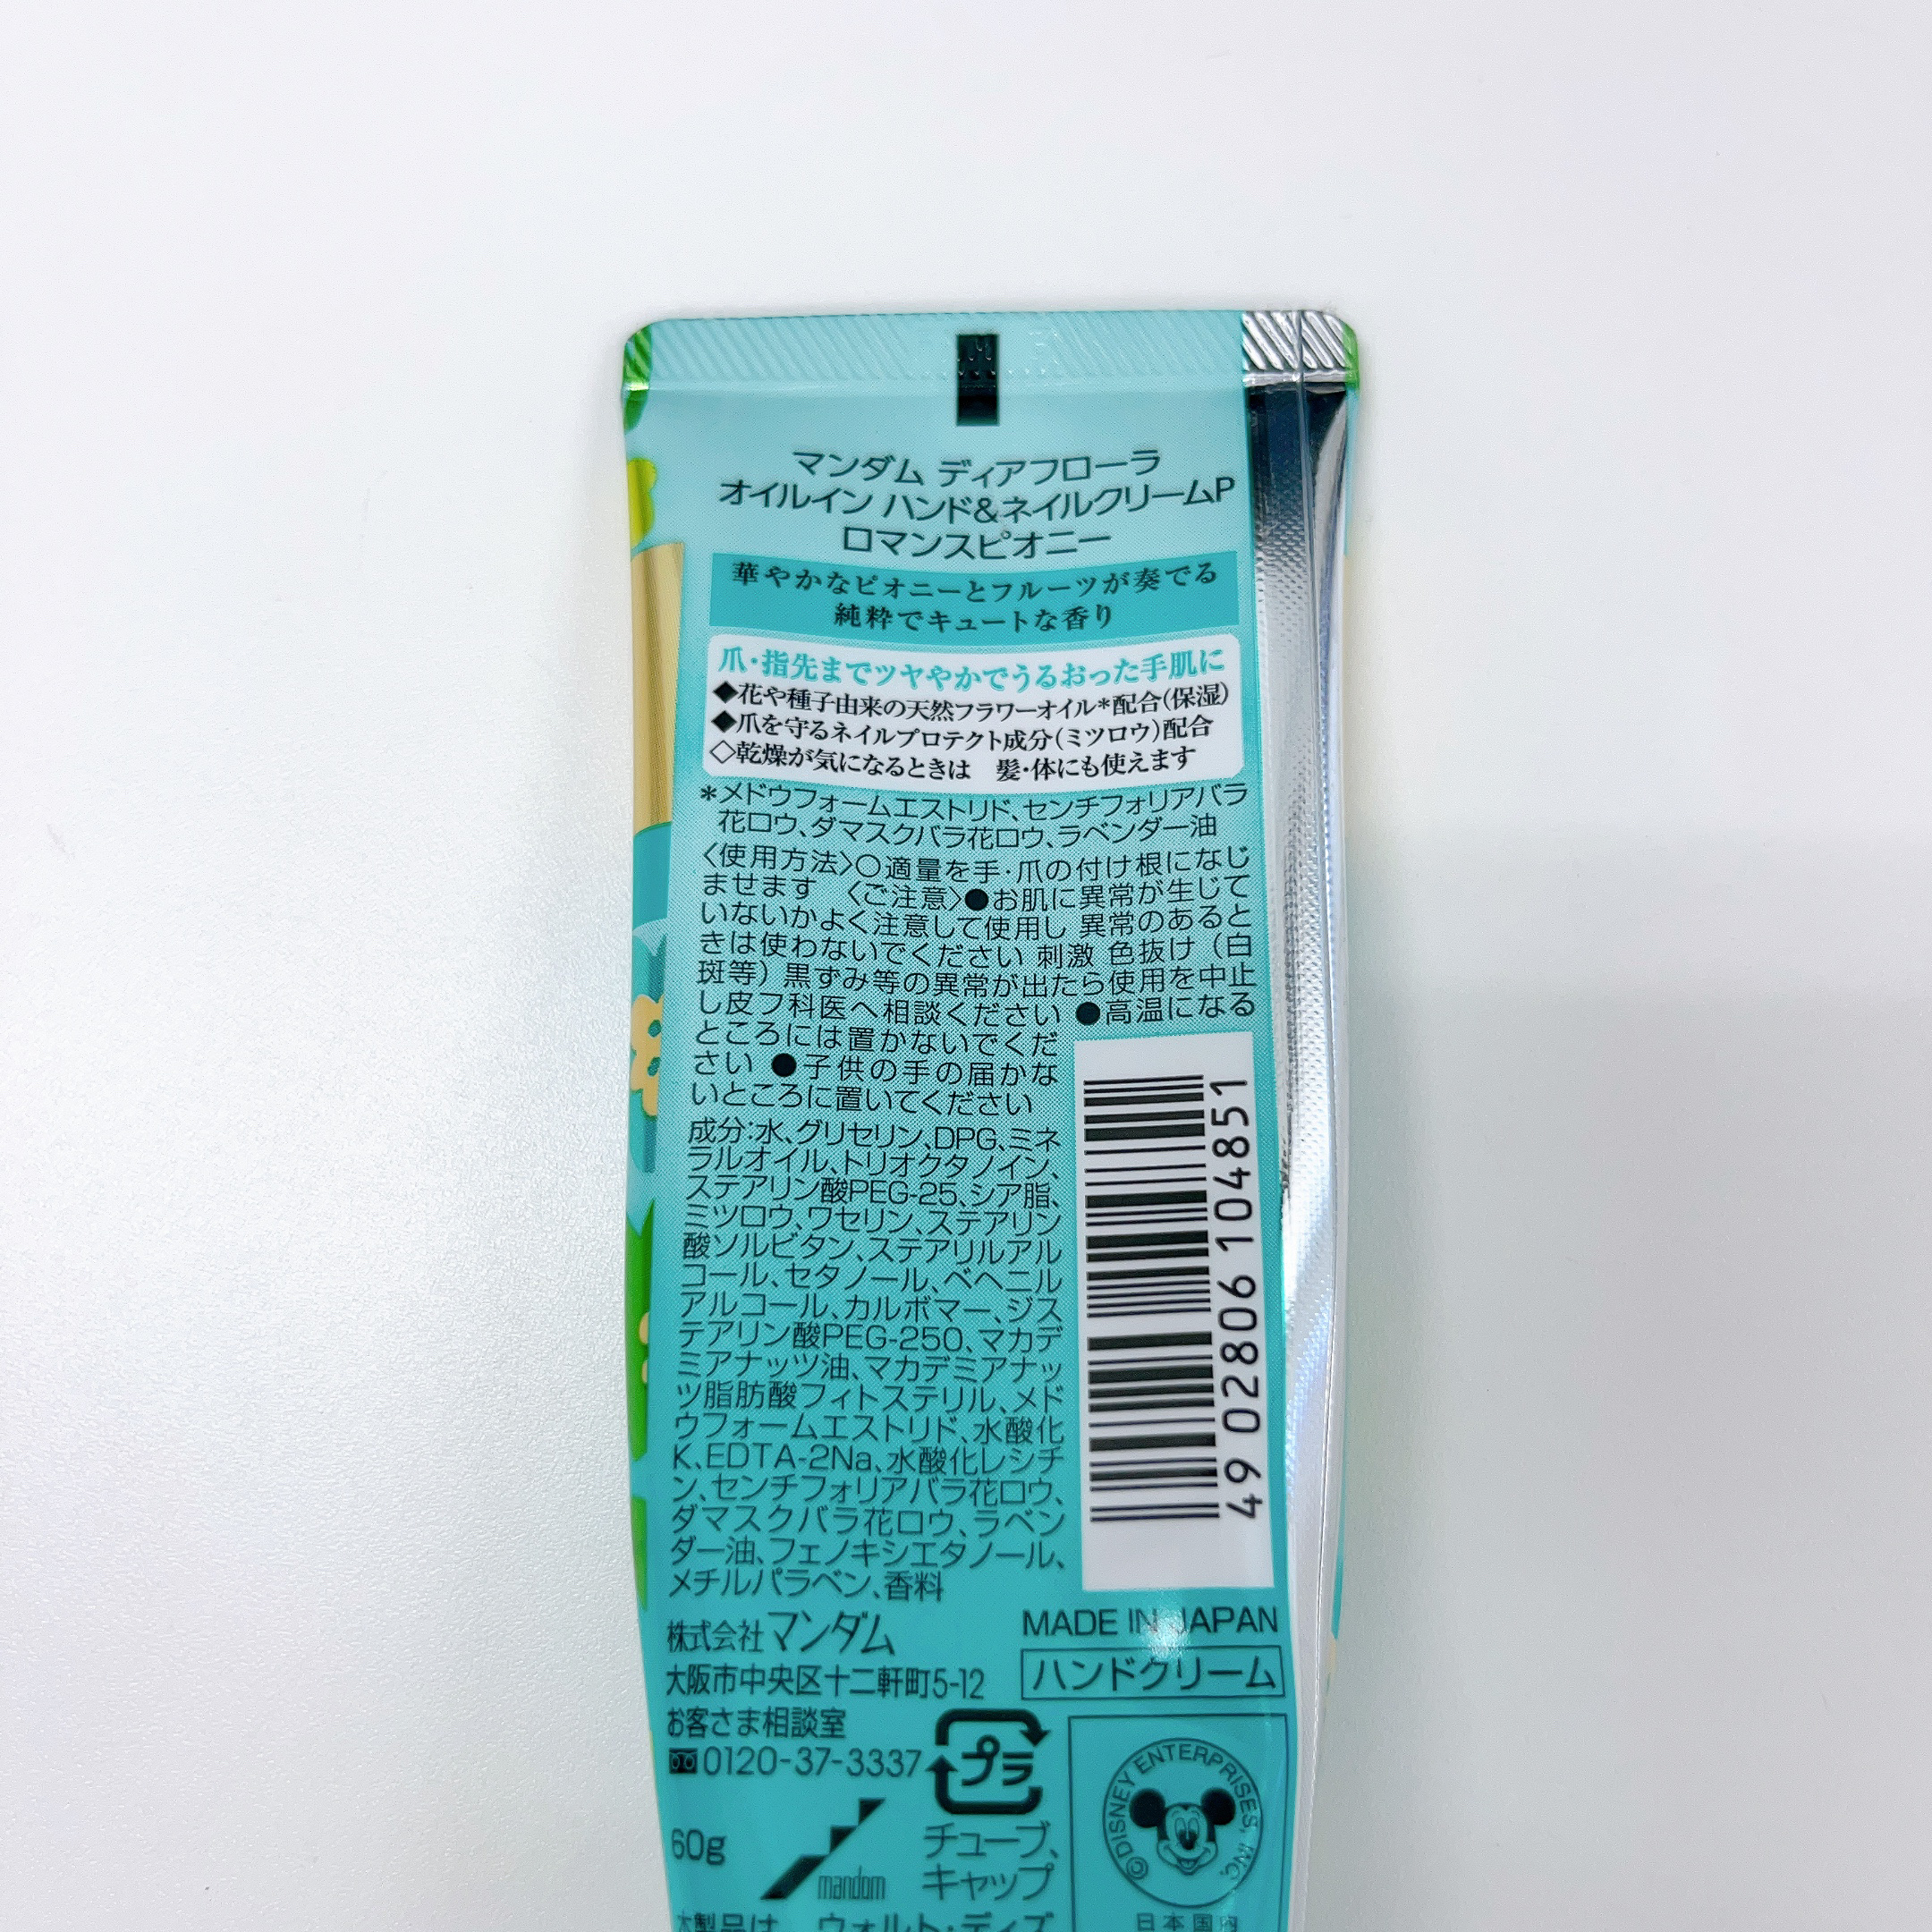 マンダム ディアフローラ
オイルイン ハンド&ネイルクリームP
ロマンスピオニー
華やかなピオニーとフルーツが奏でる
純粋でキュートな香り
爪・指先までツヤやかでうるおった手肌に
◆花や種子由来の天然フラワーオイル*配合(保湿)
◆爪を守るネイルプロテクト成分(ミツロウ)配合
◇乾燥が気になるときは 髪・体にも使えます
*メドウフォームエストリド、センチフォリアバラ
花ロウ、ダマスクバラ花ロウ、ラベンダー油
〈使用方法〉○適量を手・爪の付け根になじ
ませます 〈ご注意〉●お肌に異常が生じて
いないかよく注意して使用し 異常のあると
きは使わないでください 刺激 色抜け（白
斑等）黒ずみ等の異常が出たら使用を中止
し皮フ科医へ相談ください ●高温になる
ところには置かないでくだ
さい ●子供の手の届かな
いところに置いてください
成分:水、グリセリン、DPG、ミネ
ラルオイル、トリオクタノイン、
ステアリン酸PEG-25、シア脂、
ミツロウ、ワセリン、ステアリン
酸ソルビタン、ステアリルアル
コール、セタノール、ベヘニル
アルコール、カルボマー、ジス
テアリン酸PEG-250、マカデ
ミアナッツ油、マカデミアナッ
ツ脂肪酸フィトステリル、メド
ウフォームエストリド、水酸化
K、EDTA-2Na、水酸化レシチ
ン、センチフォリアバラ花ロウ、
ダマスクバラ花ロウ、ラベン
ダー油、フェノキシエタノール、
メチルパラベン、香料
49 02806 104851
株式会社マンダム
大阪市中央区十二軒町5-12
お客さま相談室
0120-37-3337
MADE IN JAPAN
ハンドクリーム
プラ
チューブ、
キャップ
60g
mandom
©DISNEY ENTERPRISES, INC.
本製品は ウォルト・ディズ
日本国内